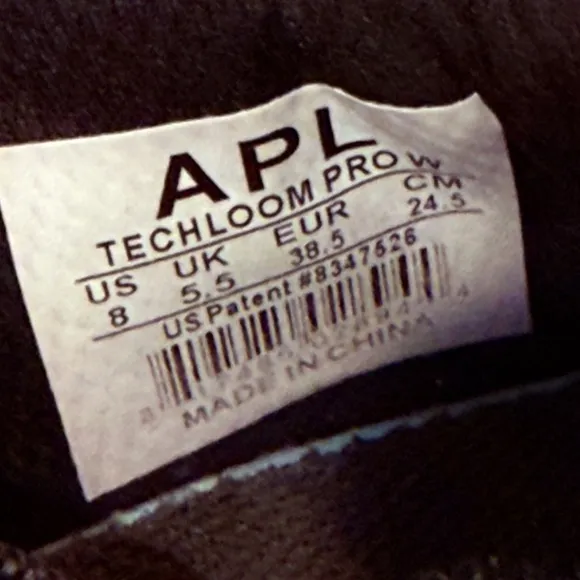 APL
TECHLOOM PRO W
US UK EUR CM
8 5.5 38.5 24.5
US Patent #8347526
MADE IN CHINA